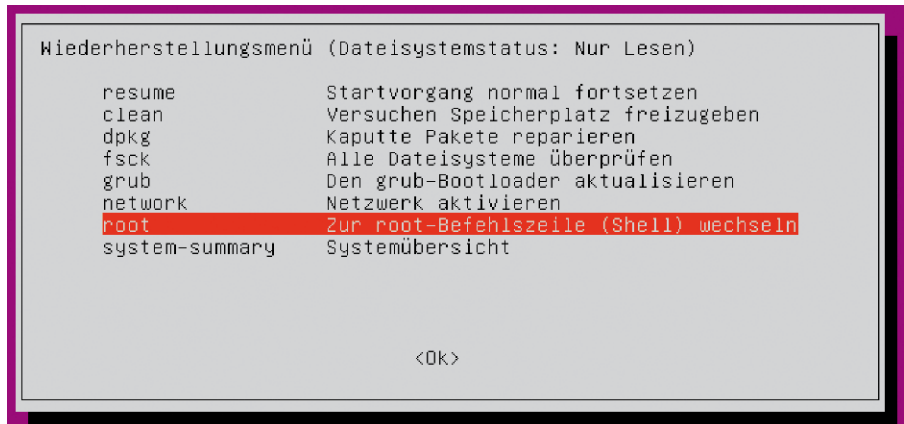 Wiederherstellungsmenü (Dateisystemstatus: Nur Lesen)
resume Startvorgang normal fortsetzen
clean Versuchen Speicherplatz freizugeben
dpkg Kaputte Pakete reparieren
fsck Alle Dateisysteme überprüfen
grub Den grub-Bootloader aktualisieren
network Netzwerk aktivieren
root Zur root-Befehlszeile (Shell) wechseln
system-summary Systemübersicht
<Ok>